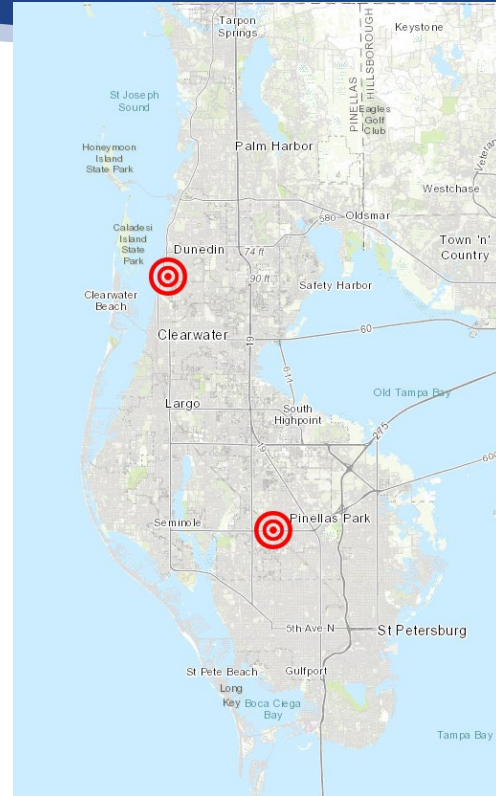 Tarpon
Springs
Keystone
PINELLAS
HILLSBOROUGH
St Joseph
Sound
Eagles
Golf
Club
Honeymoon
Island
State Park
Palm Harbor
Westchase
580
Oldsmar
Caladesi
Island
State
Park
Dunedin
74 ft
Town 'n'
Country
90 ft
Safety Harbor
Clearwater
Beach
Clearwater
19
60
611
Old Tampa Bay
Largo
South
Highpoint
275
19
600
Seminole
Pinellas Park
5th Ave N
St Petersburg
St Pete Beach
Gulfport
Long
Key
Boca Ciega
Bay
Tampa Bay